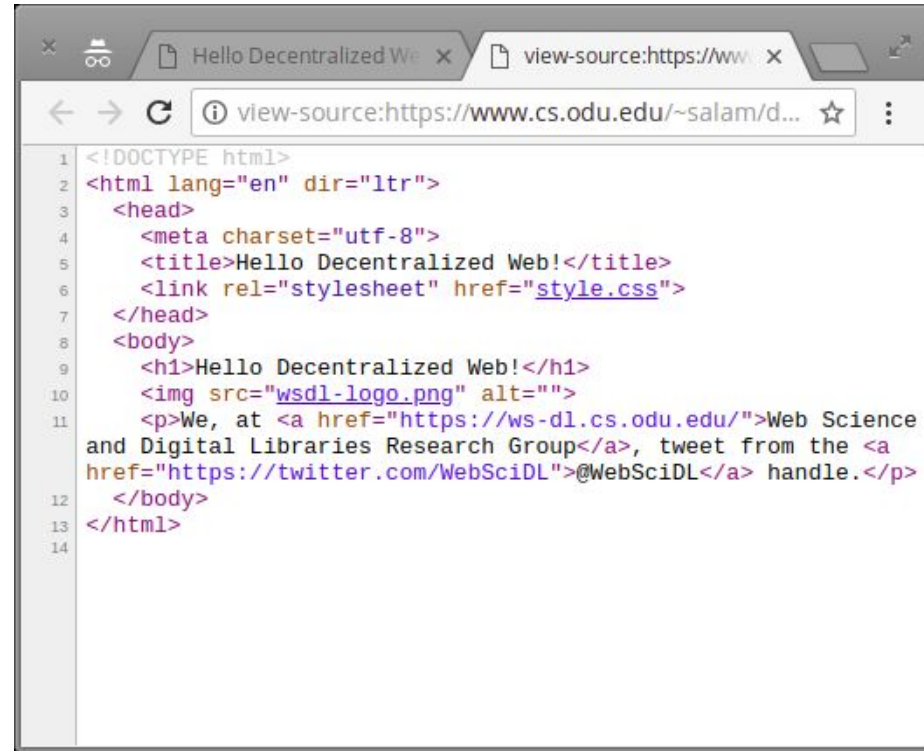 Hello Decentralized We
view-source:https://ww
view-source:https://www.cs.odu.edu/~salam/d...
1 <!DOCTYPE html>
2 <html lang="en" dir="ltr">
3 <head>
4 <meta charset="utf-8">
5 <title>Hello Decentralized Web!</title>
6 <link rel="stylesheet" href="style.css">
7 </head>
8 <body>
9 <h1>Hello Decentralized Web!</h1>
10 <img src="wsdl-logo.png" alt="">
11 <p>We, at <a href="https://ws-dl.cs.odu.edu/">Web Science
and Digital Libraries Research Group</a>, tweet from the <a
href="https://twitter.com/WebSciDL">@WebSciDL</a> handle.</p>
12 </body>
13 </html>
14